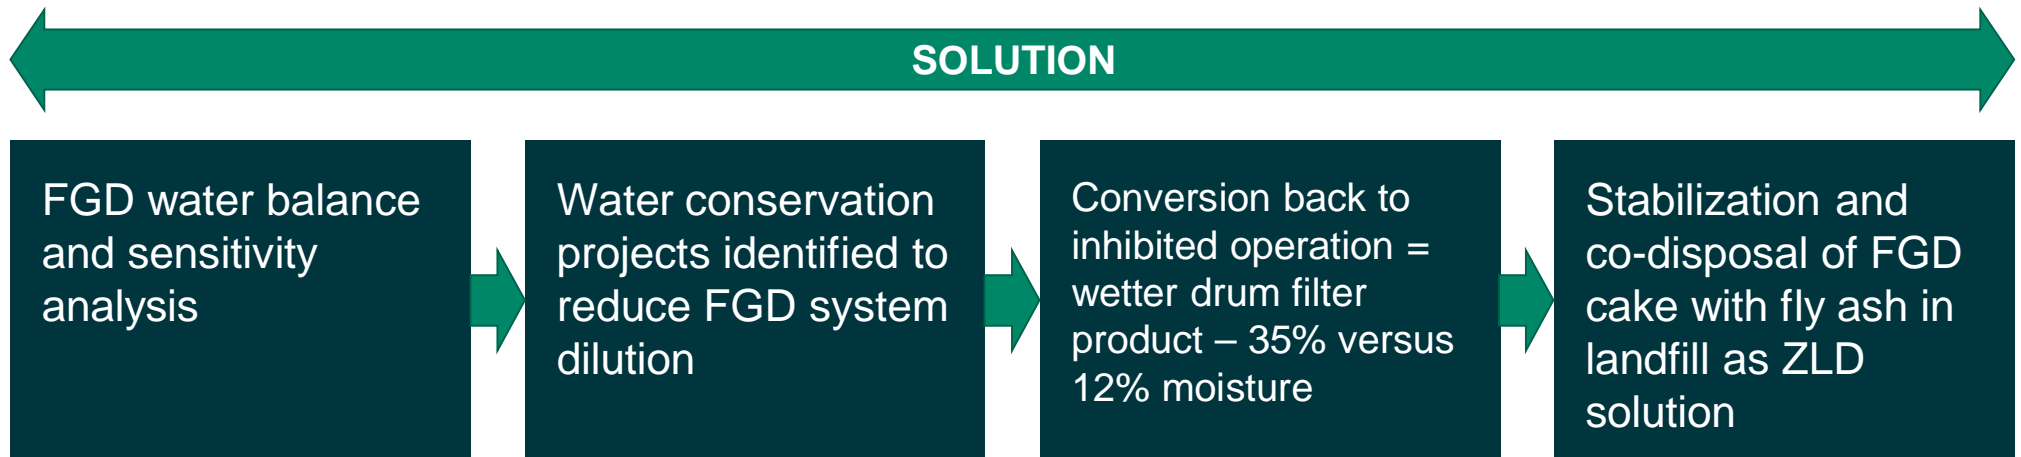 SOLUTION
FGD water balance
and sensitivity
analysis
Water conservation
projects identified to
reduce FGD system
dilution
Conversion back to
inhibited operation =
wetter drum filter
product – 35% versus
12% moisture
Stabilization and
co-disposal of FGD
cake with fly ash in
landfill as ZLD
solution